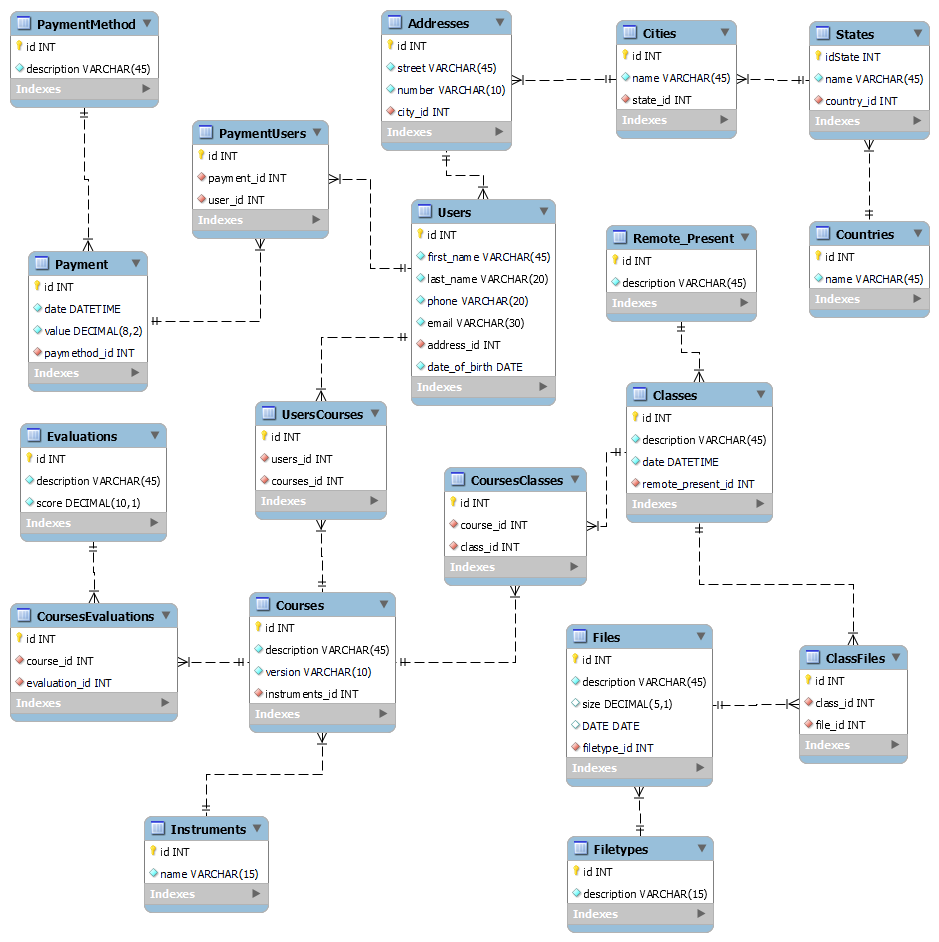 PaymentMethod
id INT
description VARCHAR(45)
Indexes
Addresses
id INT
street VARCHAR(45)
number VARCHAR(10)
city_id INT
Indexes
Cities
id INT
name VARCHAR(45)
state_id INT
Indexes
States
idState INT
name VARCHAR(45)
country_id INT
Indexes
PaymentUsers
id INT
payment_id INT
user_id INT
Indexes
Users
id INT
first_name VARCHAR(45)
last_name VARCHAR(20)
phone VARCHAR(20)
email VARCHAR(30)
address_id INT
date_of_birth DATE
Indexes
Remote_Present
id INT
description VARCHAR(45)
Indexes
Countries
id INT
name VARCHAR(45)
Indexes
Payment
id INT
date DATETIME
value DECIMAL(8,2)
paymethod_id INT
Indexes
UsersCourses
id INT
users_id INT
courses_id INT
Indexes
Classes
id INT
description VARCHAR(45)
date DATETIME
remote_present_id INT
Indexes
Evaluations
id INT
description VARCHAR(45)
score DECIMAL(10,1)
Indexes
CoursesClasses
id INT
course_id INT
class_id INT
Indexes
CoursesEvaluations
id INT
course_id INT
evaluation_id INT
Indexes
Courses
id INT
description VARCHAR(45)
version VARCHAR(10)
instruments_id INT
Indexes
Files
id INT
description VARCHAR(45)
size DECIMAL(5,1)
DATE DATE
filetype_id INT
Indexes
ClassFiles
id INT
class_id INT
file_id INT
Indexes
Instruments
id INT
name VARCHAR(15)
Indexes
Filetypes
id INT
description VARCHAR(15)
Indexes